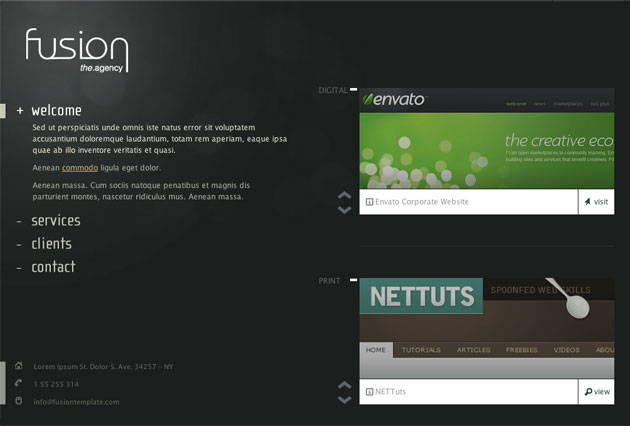 fusion
the.agency
+ welcome
Sed ut perspiciatis unde omnis iste natus error sit voluptatem
accusantium doloremque laudantium, totam rem aperiam, eaque ipsa
quae ab illo inventore veritatis et quasi.
Aenean commodo ligula eget dolor.
Aenean massa. Cum sociis natoque penatibus et magnis dis
parturient montes, nascetur ridiculus mus. Aenean massa.
- services
- clients
- contact
Lorem Ipsum St. Dolor S. Ave, 34257 - NY
1 55 255 314
info@fusiontemplate.com
DIGITAL
envato
welcome news marketplaces tuts plus
the creative eco
From open marketplaces to community learning, En
building sites and services that benefit creatives. Fi
i Envato Corporate Website
visit
PRINT
NETTUTS
SPOONFED WEB SKILLS
HOME TUTORIALS ARTICLES FREEBIES VIDEOS ABOU
i NETTuts
view